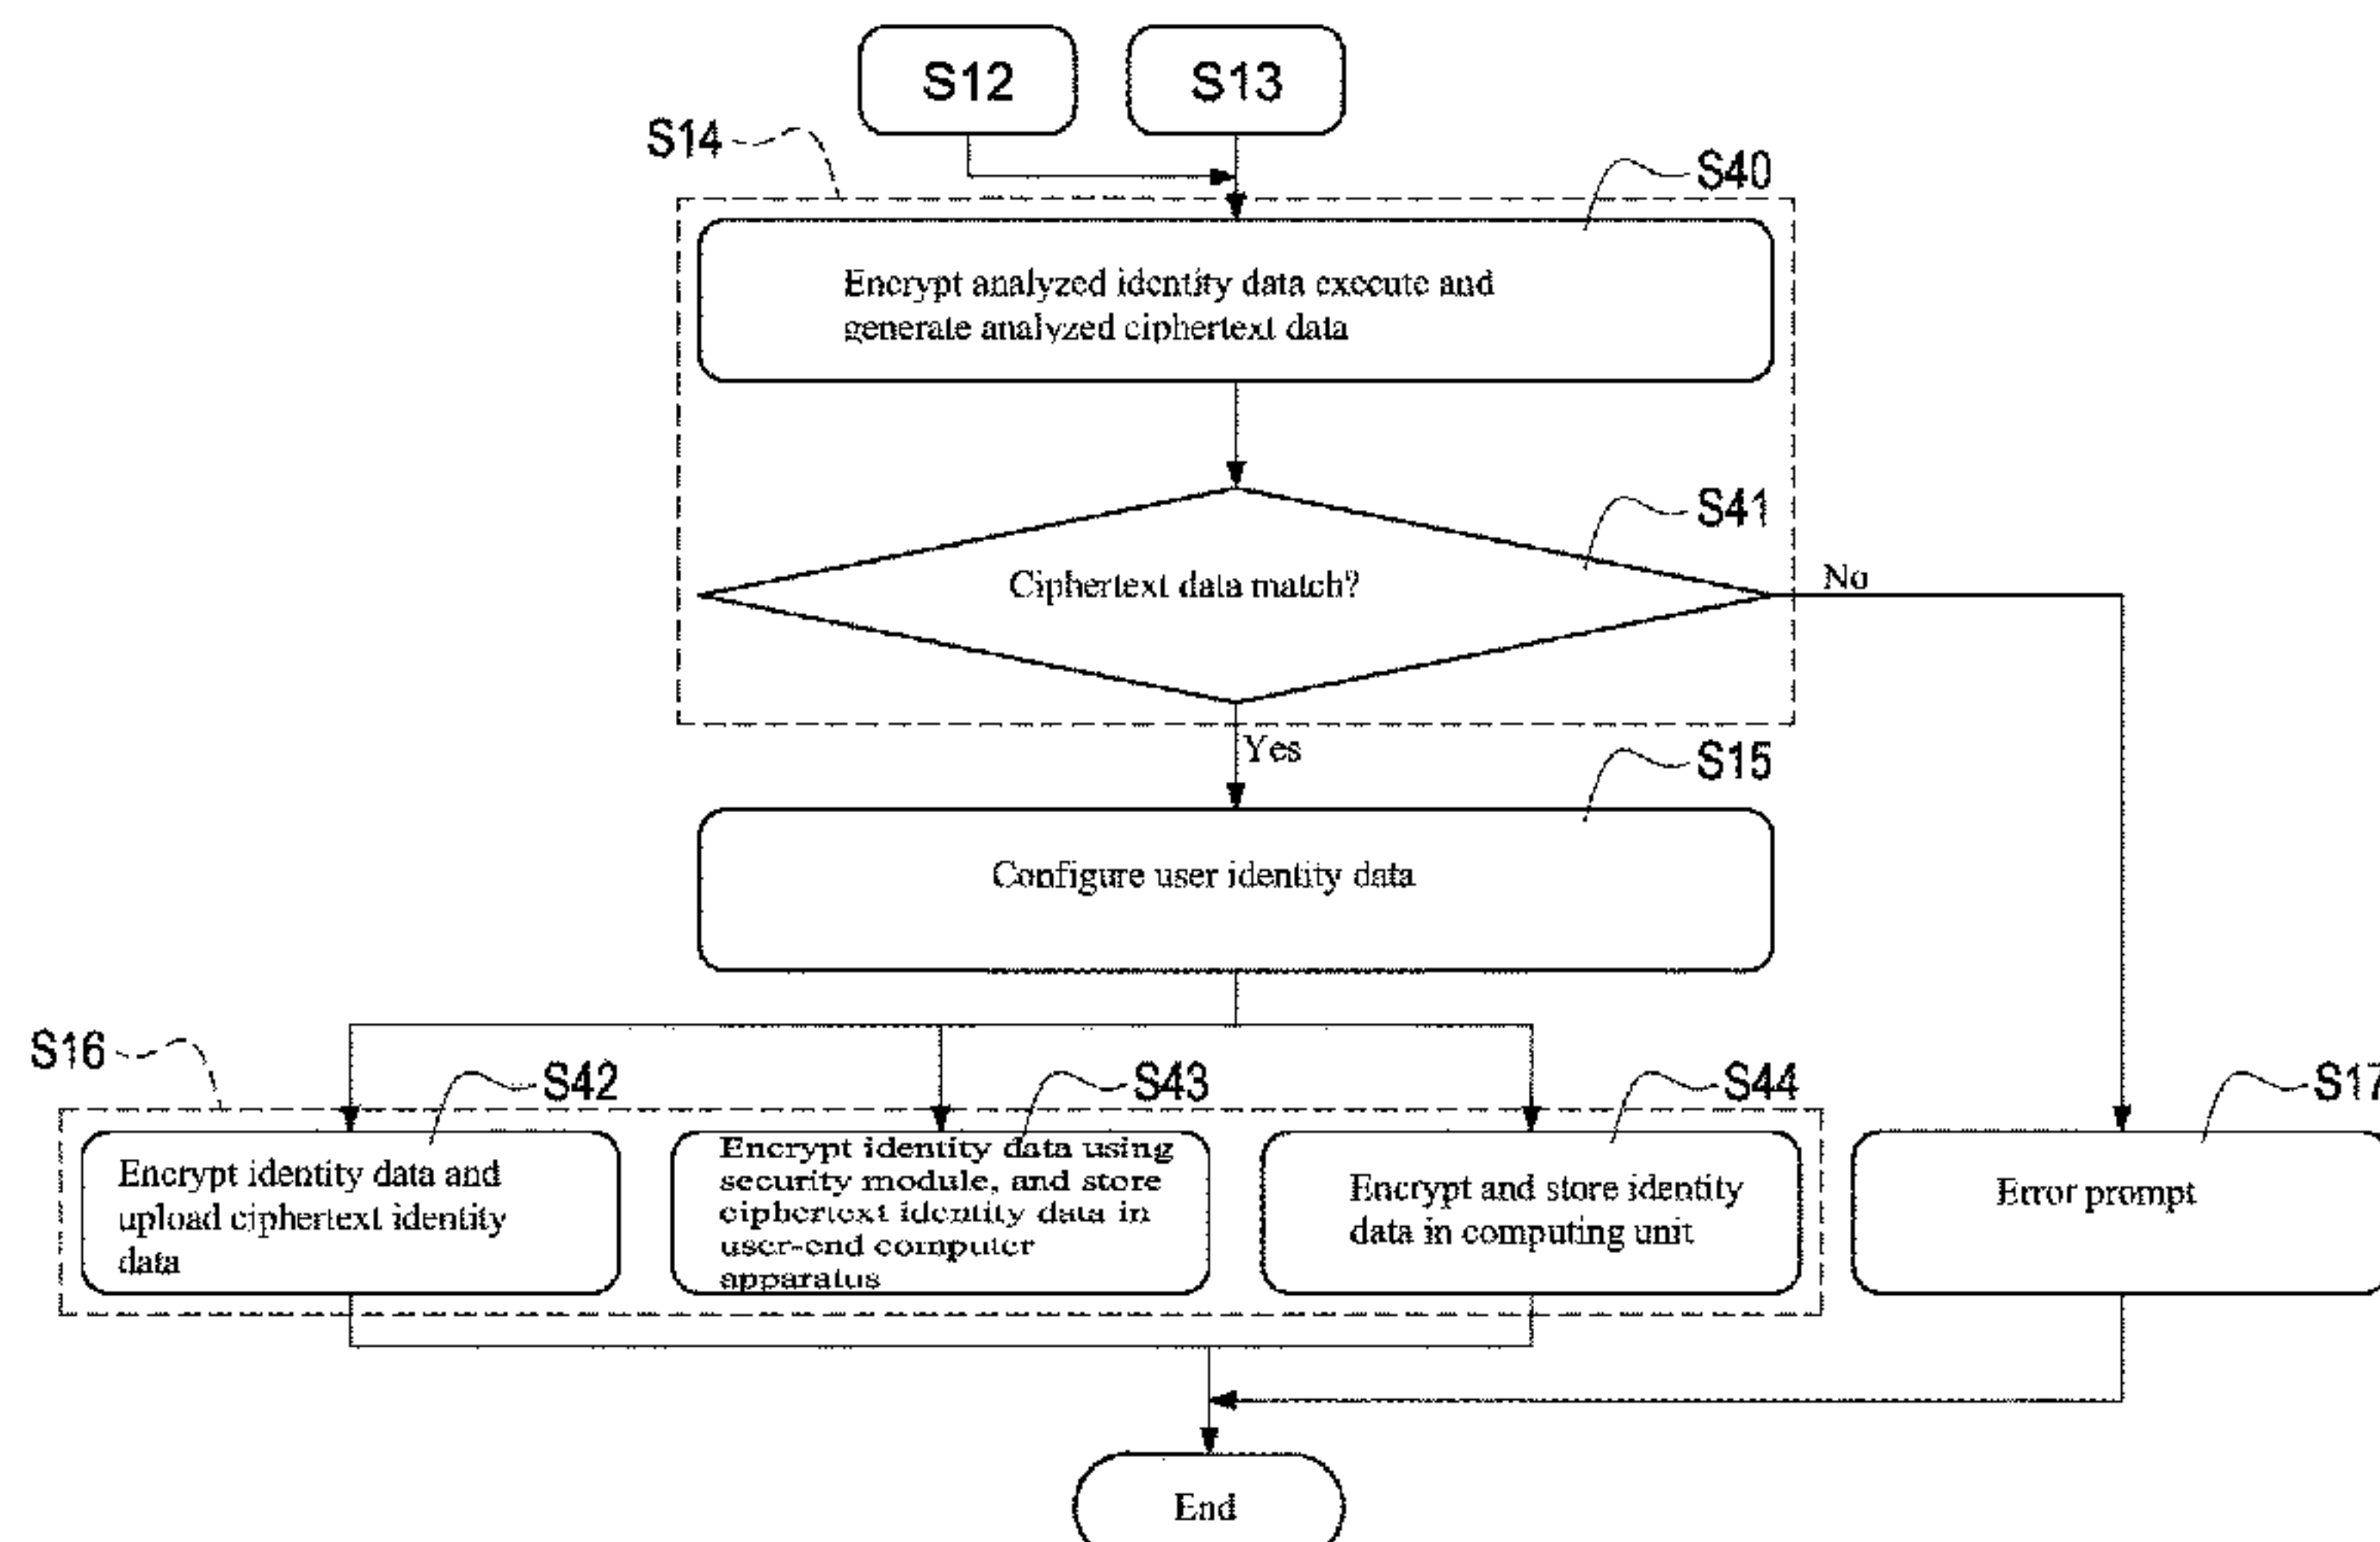 S12
S13
S14
S40
Encrypt analyzed identity data execute and
generate analyzed ciphertext data
S41
Ciphertext data match?
No
Yes
S15
Configure user identity data
S16
S42
S43
S44
S17
Encrypt identity data and
upload ciphertext identity
data
Encrypt identity data using
security module, and store
ciphertext identity data in
user-end computer
apparatus
Encrypt and store identity
data in computing unit
Error prompt
End